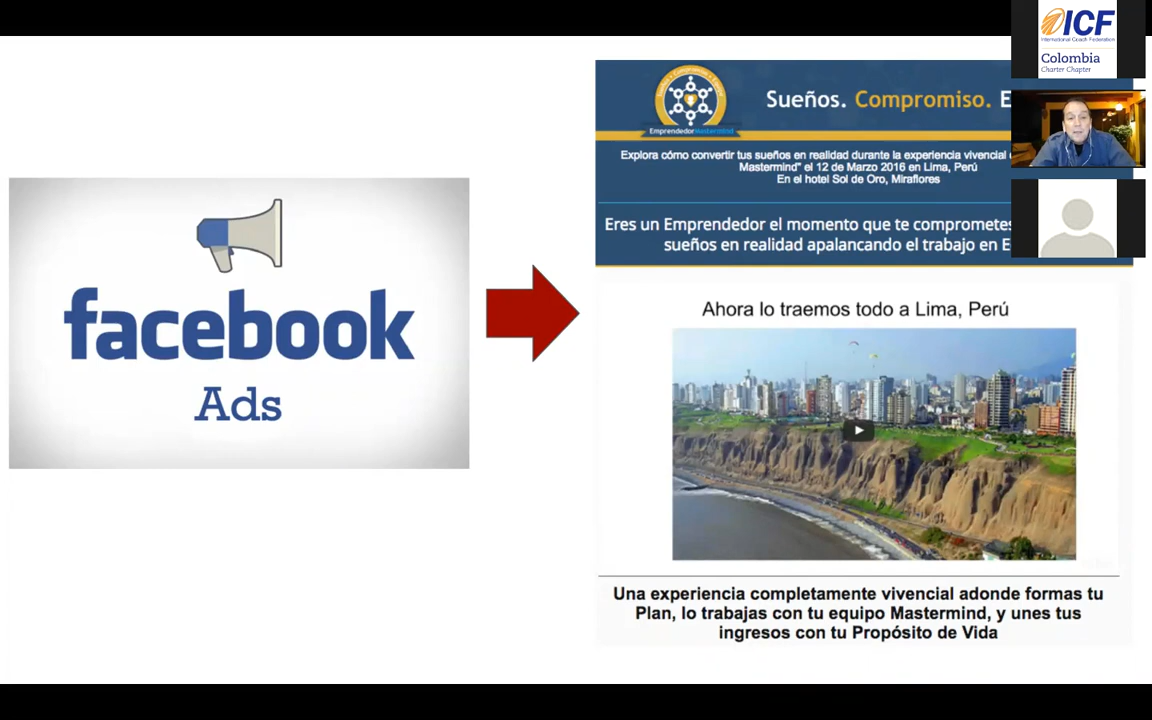 facebook
Ads
Sueños. Compromiso. E
Sueños • Compromiso • Equipo
EmprendedorMastermind
Explora cómo convertir tus sueños en realidad durante la experiencia vivencial
Mastermind" el 12 de Marzo 2016 en Lima, Perú
En el hotel Sol de Oro, Miraflores
Eres un Emprendedor el momento que te comprometes
sueños en realidad apalancando el trabajo en E
Ahora lo traemos todo a Lima, Perú
Una experiencia completamente vivencial adonde formas tu
Plan, lo trabajas con tu equipo Mastermind, y unes tus
ingresos con tu Propósito de Vida
ICF
International Coach Federation
Colombia
Charter Chapter